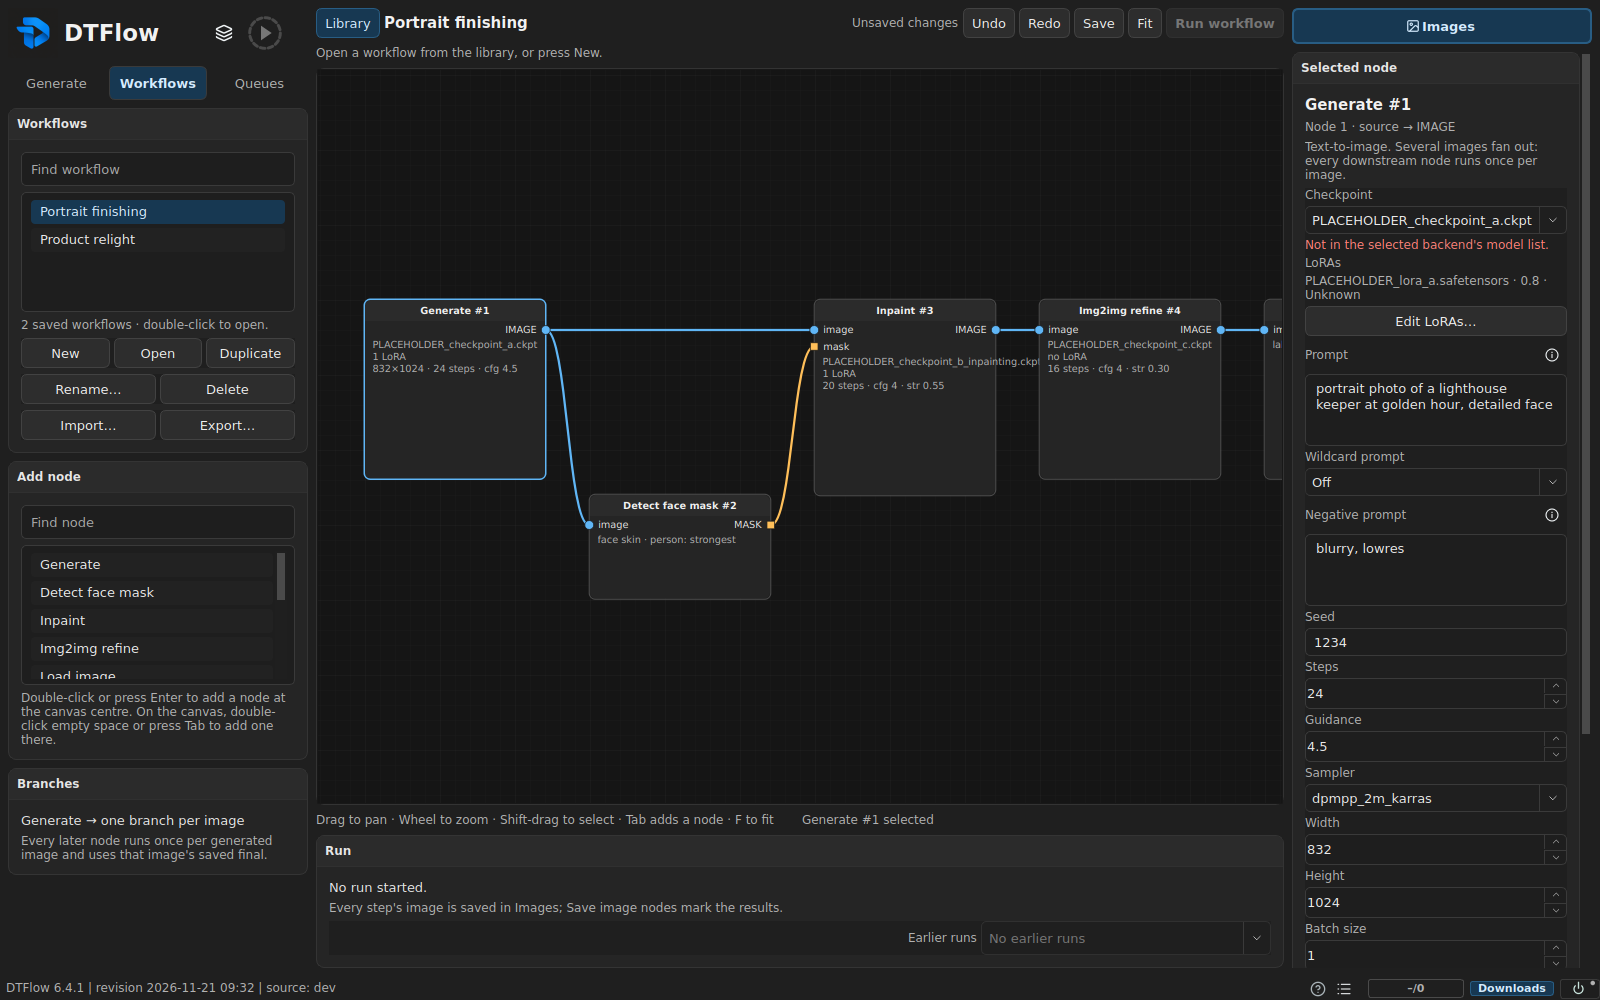 DTFlow
Generate
Workflows
Queues
Workflows
Find workflow
Portrait finishing
Product relight
2 saved workflows · double-click to open.
New
Open
Duplicate
Rename…
Delete
Import…
Export…
Add node
Find node
Generate
Detect face mask
Inpaint
Img2img refine
Load image
Double-click or press Enter to add a node at
the canvas centre. On the canvas, double-
click empty space or press Tab to add one
there.
Branches
Generate → one branch per image
Every later node runs once per generated
image and uses that image's saved final.
Library
Portrait finishing
Unsaved changes
Undo
Redo
Save
Fit
Run workflow
Open a workflow from the library, or press New.
Generate #1
IMAGE
PLACEHOLDER_checkpoint_a.ckpt
1 LoRA
832×1024 · 24 steps · cfg 4.5
Detect face mask #2
image
MASK
face skin · person: strongest
Inpaint #3
image
IMAGE
mask
PLACEHOLDER_checkpoint_b_inpainting.ckpt
1 LoRA
20 steps · cfg 4 · str 0.55
Img2img refine #4
image
IMAGE
PLACEHOLDER_checkpoint_c.ckpt
no LoRA
16 steps · cfg 4 · str 0.30
Drag to pan · Wheel to zoom · Shift-drag to select · Tab adds a node · F to fit
Generate #1 selected
Run
No run started.
Every step's image is saved in Images; Save image nodes mark the results.
Earlier runs
No earlier runs
Images
Selected node
Generate #1
Node 1 · source → IMAGE
Text-to-image. Several images fan out:
every downstream node runs once per
image.
Checkpoint
PLACEHOLDER_checkpoint_a.ckpt
Not in the selected backend's model list.
LoRAs
PLACEHOLDER_lora_a.safetensors · 0.8 ·
Unknown
Edit LoRAs…
Prompt
portrait photo of a lighthouse
keeper at golden hour, detailed face
Wildcard prompt
Off
Negative prompt
blurry, lowres
Seed
1234
Steps
24
Guidance
4.5
Sampler
dpmpp_2m_karras
Width
832
Height
1024
Batch size
1
DTFlow 6.4.1 | revision 2026-11-21 09:32 | source: dev
–/0
Downloads